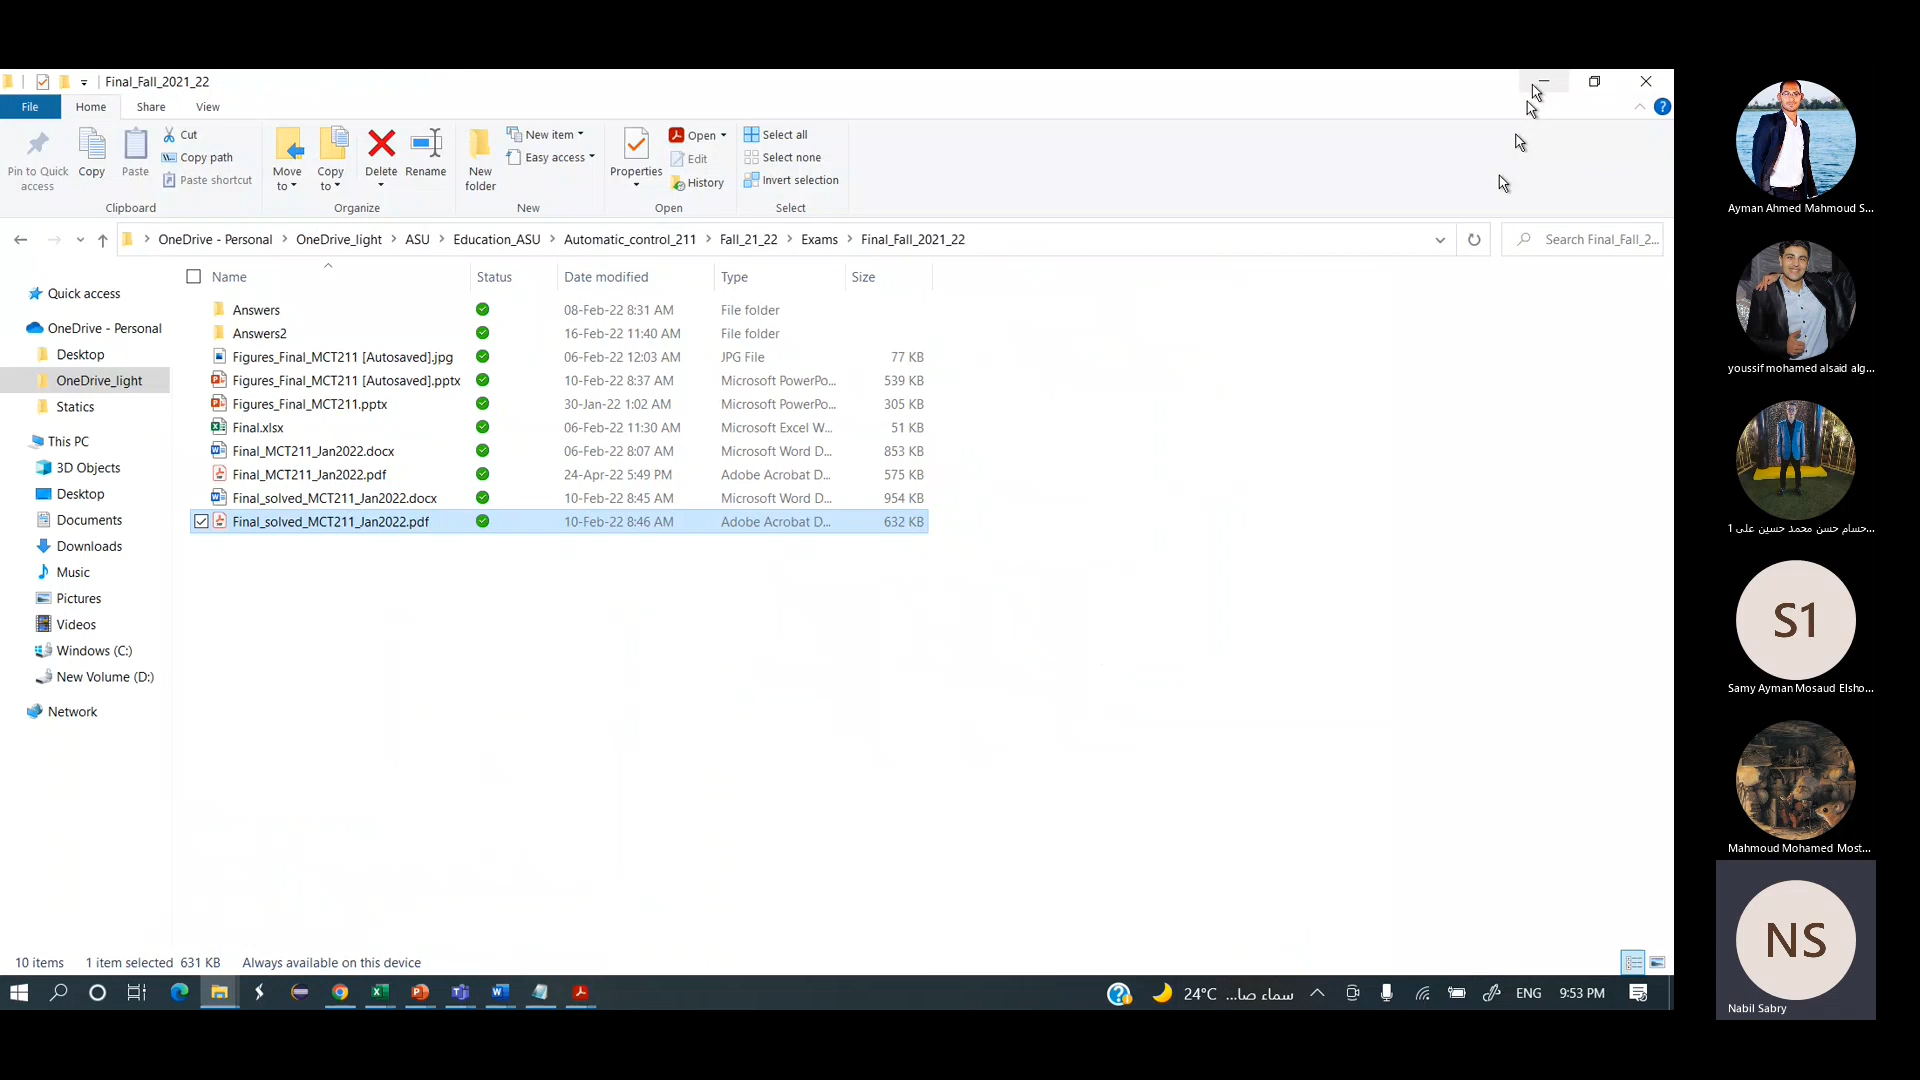 Final_Fall_2021_22
File Home Share View
Pin to Quick access
Copy
Paste
Cut
Copy path
Paste shortcut
Clipboard
Move to
Copy to
Delete
Rename
Organize
New folder
New item
Easy access
New
Properties
Open
Edit
History
Open
Select all
Select none
Invert selection
Select
OneDrive - Personal OneDrive_light ASU Education_ASU Automatic_control_211 Fall_21_22 Exams Final_Fall_2021_22
Search Final_Fall_2...
Quick access
OneDrive - Personal
Desktop
OneDrive_light
Statics
This PC
3D Objects
Desktop
Documents
Downloads
Music
Pictures
Videos
Windows (C:)
New Volume (D:)
Network
Name Status Date modified Type Size
Answers 08-Feb-22 8:31 AM File folder
Answers2 16-Feb-22 11:40 AM File folder
Figures_Final_MCT211 [Autosaved].jpg 06-Feb-22 12:03 AM JPG File 77 KB
Figures_Final_MCT211 [Autosaved].pptx 10-Feb-22 8:37 AM Microsoft PowerPo... 539 KB
Figures_Final_MCT211.pptx 30-Jan-22 1:02 AM Microsoft PowerPo... 305 KB
Final.xlsx 06-Feb-22 11:30 AM Microsoft Excel W... 51 KB
Final_MCT211_Jan2022.docx 06-Feb-22 8:07 AM Microsoft Word D... 853 KB
Final_MCT211_Jan2022.pdf 24-Apr-22 5:49 PM Adobe Acrobat D... 575 KB
Final_solved_MCT211_Jan2022.docx 10-Feb-22 8:45 AM Microsoft Word D... 954 KB
Final_solved_MCT211_Jan2022.pdf 10-Feb-22 8:46 AM Adobe Acrobat D... 632 KB
10 items 1 item selected 631 KB Always available on this device
24°C سماء صا... ENG 9:53 PM
Ayman Ahmed Mahmoud S...
youssif mohamed alsaid alg...
حسام حسن محمد حسين على 1...
S1
Samy Ayman Mosaud Elsho...
Mahmoud Mohamed Most...
NS
Nabil Sabry